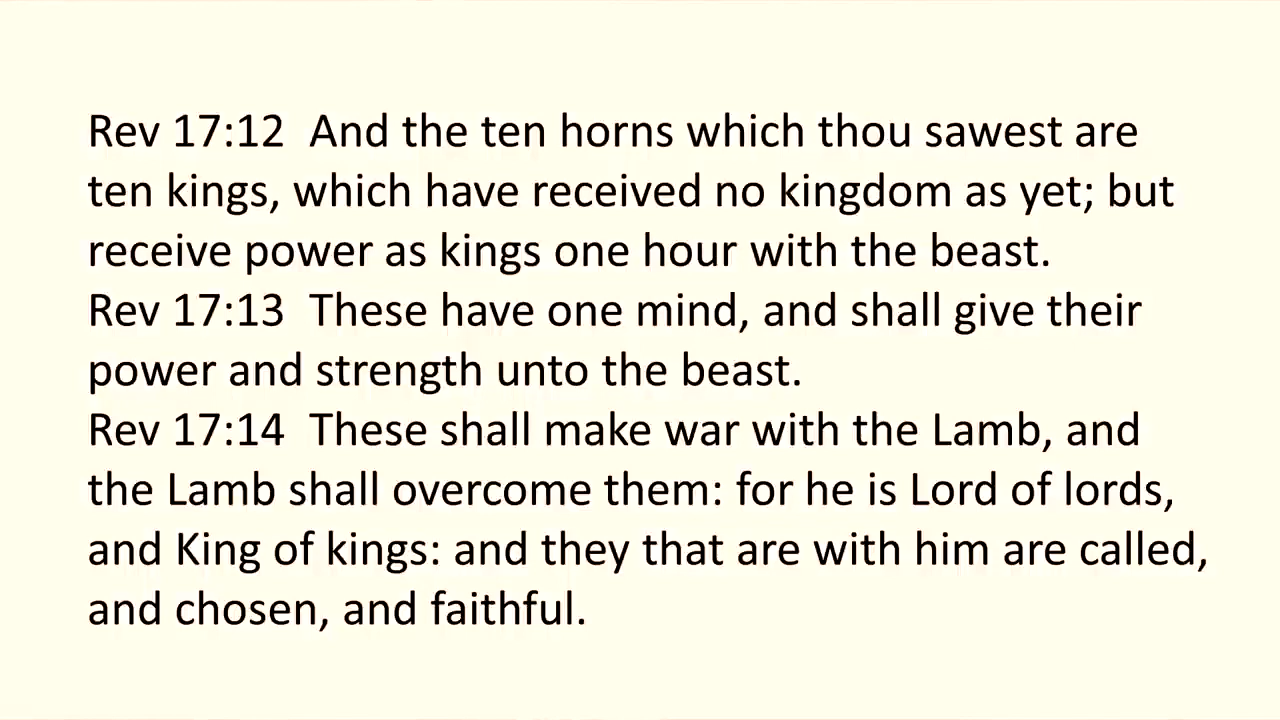 Rev 17:12  And the ten horns which thou sawest are
ten kings, which have received no kingdom as yet; but
receive power as kings one hour with the beast.
Rev 17:13  These have one mind, and shall give their
power and strength unto the beast.
Rev 17:14  These shall make war with the Lamb, and
the Lamb shall overcome them: for he is Lord of lords,
and King of kings: and they that are with him are called,
and chosen, and faithful.